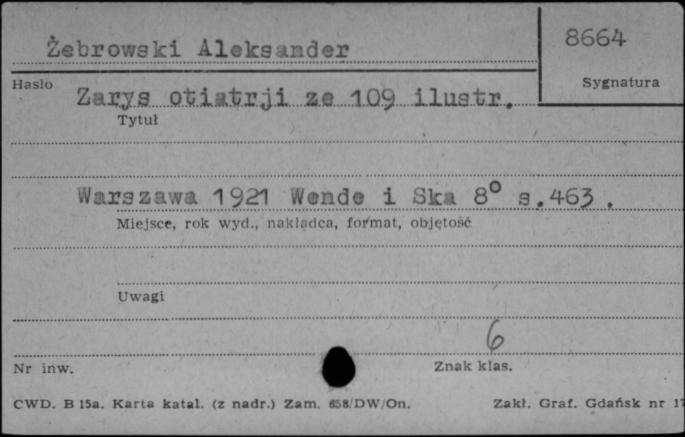 Żebrowski Aleksander
8664
Hasło
Sygnatura
Zarys otiatrji ze 109 ilustr.
Tytuł
Warszawa 1921 Wende i Ska 8° s.463.
Miejsce, rok wyd., nakładca, format, objętość
Uwagi
6
Nr inw.
Znak klas.
CWD. B 15a. Karta katal. (z nadr.) Zam. 658/DW/On.
Zakł. Graf. Gdańsk nr 17